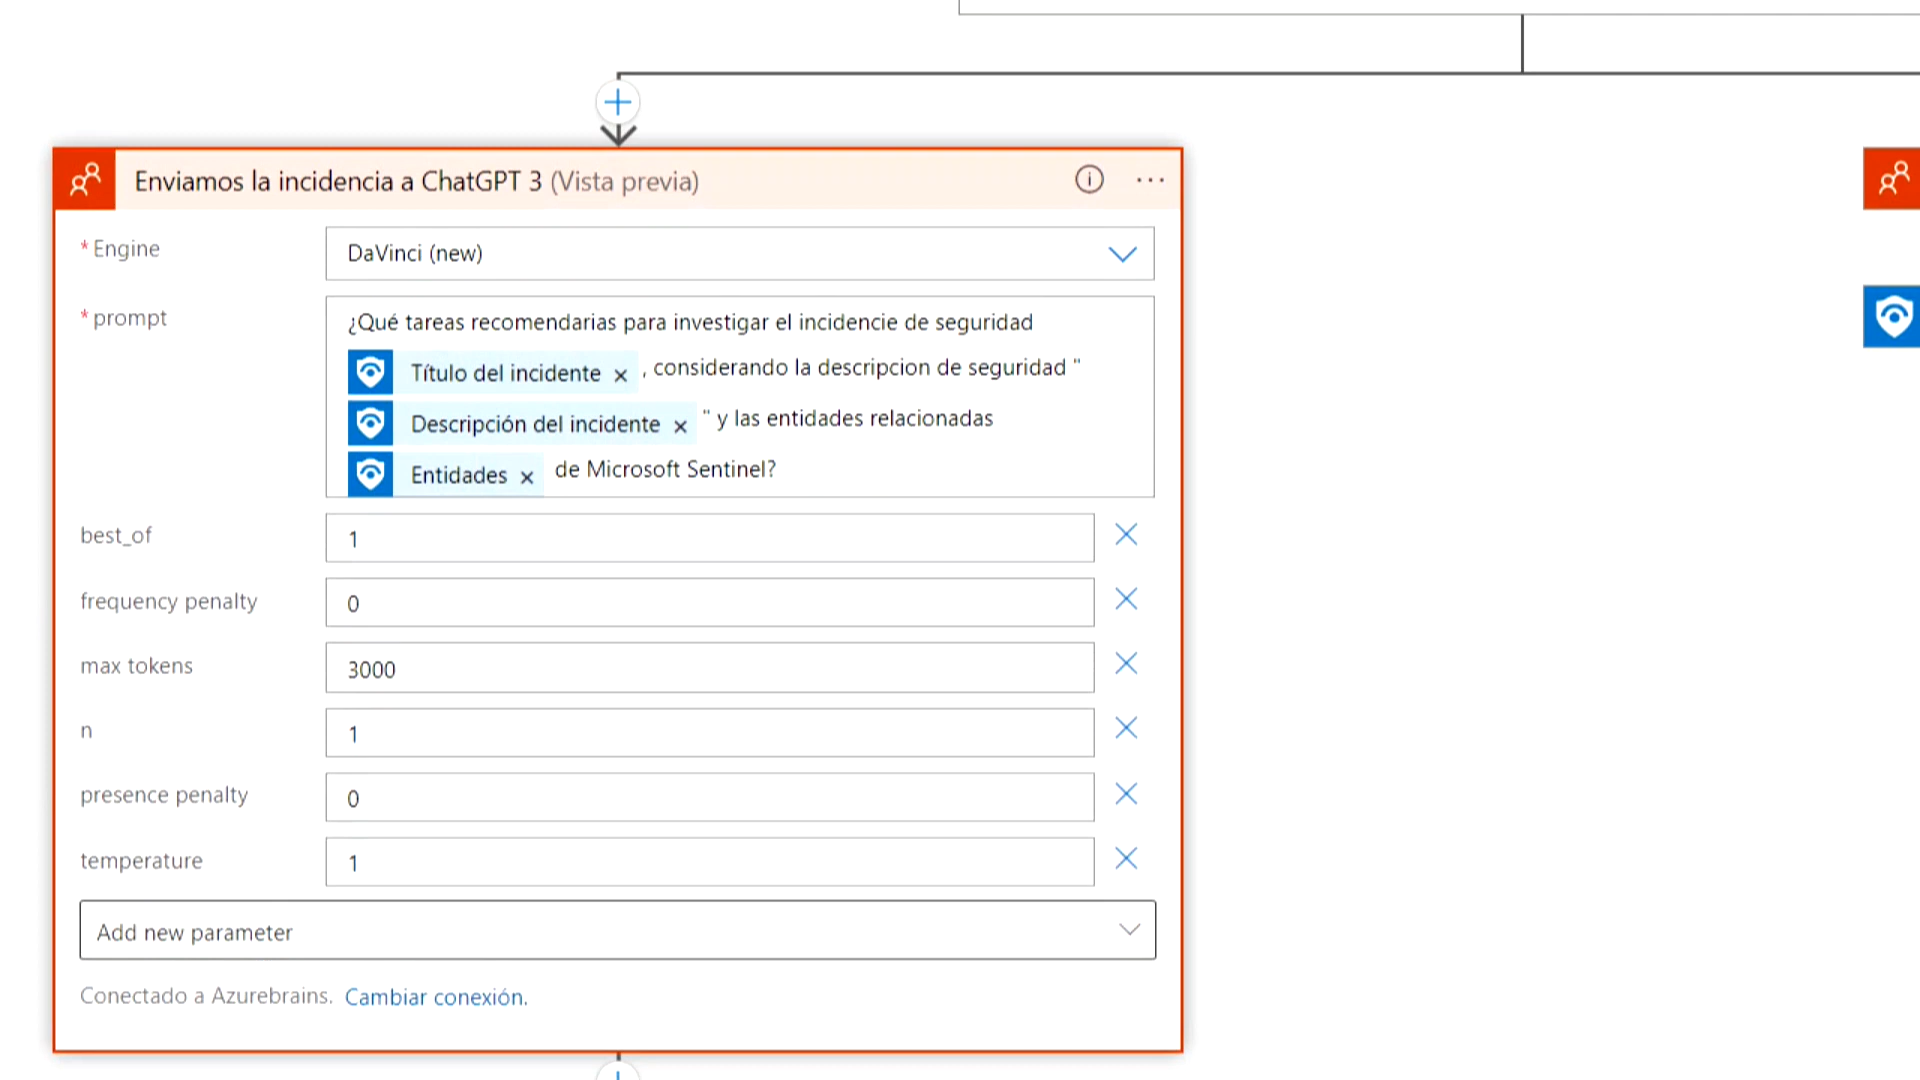 Enviamos la incidencia a ChatGPT 3 (Vista previa)
* Engine
DaVinci (new)
* prompt
¿Qué tareas recomendarias para investigar el incidencie de seguridad
Título del incidente × , considerando la descripcion de seguridad "
Descripción del incidente × " y las entidades relacionadas
Entidades × de Microsoft Sentinel?
best_of
1
frequency penalty
0
max tokens
3000
n
1
presence penalty
0
temperature
1
Add new parameter
Conectado a Azurebrains. Cambiar conexión.